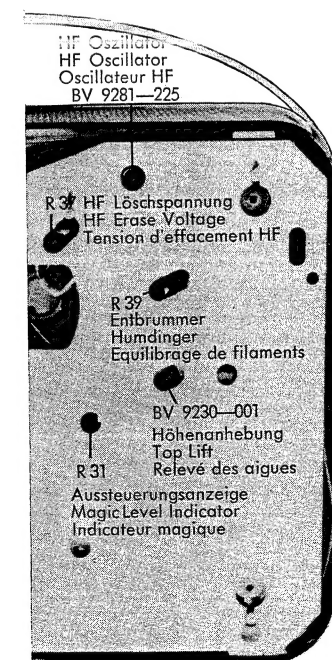 HF Oszillator
HF Oscillator
Oscillateur HF
BV 9281—225
R 37 HF Löschspannung
HF Erase Voltage
Tension d'effacement HF
R 39
Entbrummer
Humdinger
Equilibrage de filaments
BV 9230—001
Höhenanhebung
Top Lift
Relevé des aigues
R 31
Aussteuerungsanzeige
Magic Level Indicator
Indicateur magique